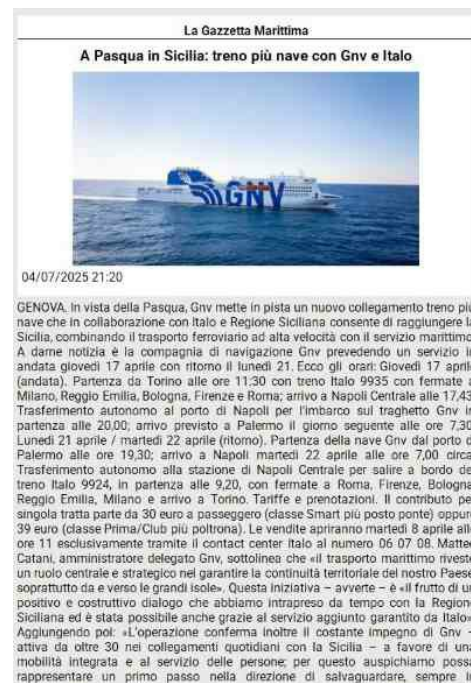 La Gazzetta Marittima
A Pasqua in Sicilia: treno più nave con Gnv e Italo
GNV
04/07/2025 21:20
GENOVA. In vista della Pasqua, Gnv mette in pista un nuovo collegamento treno più
nave che in collaborazione con Italo e Regione Siciliana consente di raggiungere la
Sicilia, combinando il trasporto ferroviario ad alta velocità con il servizio marittimo.
A darne notizia è la compagnia di navigazione Gnv prevedendo un servizio in
andata giovedì 17 aprile con ritorno il lunedì 21. Ecco gli orari: Giovedì 17 aprile
(andata). Partenza da Torino alle ore 11:30 con treno Italo 9935 con fermate
Milano, Reggio Emilia, Bologna, Firenze e Roma; arrivo a Napoli Centrale alle 17,43.
Trasferimento autonomo al porto di Napoli per l'imbarco sul traghetto Gnv in
partenza alle 20,00; arrivo previsto a Palermo il giorno seguente alle ore 7,30.
Lunedì 21 aprile / martedì 22 aprile (ritorno). Partenza della nave Gnv dal porto di
Palermo alle ore 19,30; arrivo a Napoli martedì 22 aprile alle ore 7,00 circa.
Trasferimento autonomo alla stazione di Napoli Centrale per salire a bordo del
treno Italo 9924, in partenza alle 9,20, con fermate a Roma, Firenze, Bologna,
Reggio Emilia, Milano e arrivo a Torino. Tariffe e prenotazioni. Il contributo per
singola tratta parte da 30 euro a passeggero (classe Smart più posto ponte) oppure
39 euro (classe Prima/Club più poltrona). Le vendite apriranno martedì 8 aprile alle
ore 11 esclusivamente tramite il contact center Italo al numero 06 07 08. Matteo
Catani, amministratore delegato Gnv, sottolinea che «il trasporto marittimo riveste
un ruolo centrale e strategico nel garantire la continuità territoriale del nostro Paese,
soprattutto da e verso le grandi isole». Questa iniziativa – avverte – è «il frutto di un
positivo e costruttivo dialogo che abbiamo intrapreso da tempo con la Regione
Siciliana ed è stata possibile anche grazie al servizio aggiunto garantito da Italo».
Aggiungendo poi: «L'operazione conferma inoltre il costante impegno di Gnv –
attiva da oltre 30 nei collegamenti quotidiani con la Sicilia – a favore di una
mobilità integrata e al servizio delle persone; per questo auspichiamo possa
rappresentare un primo passo nella direzione di salvaguardare, sempre